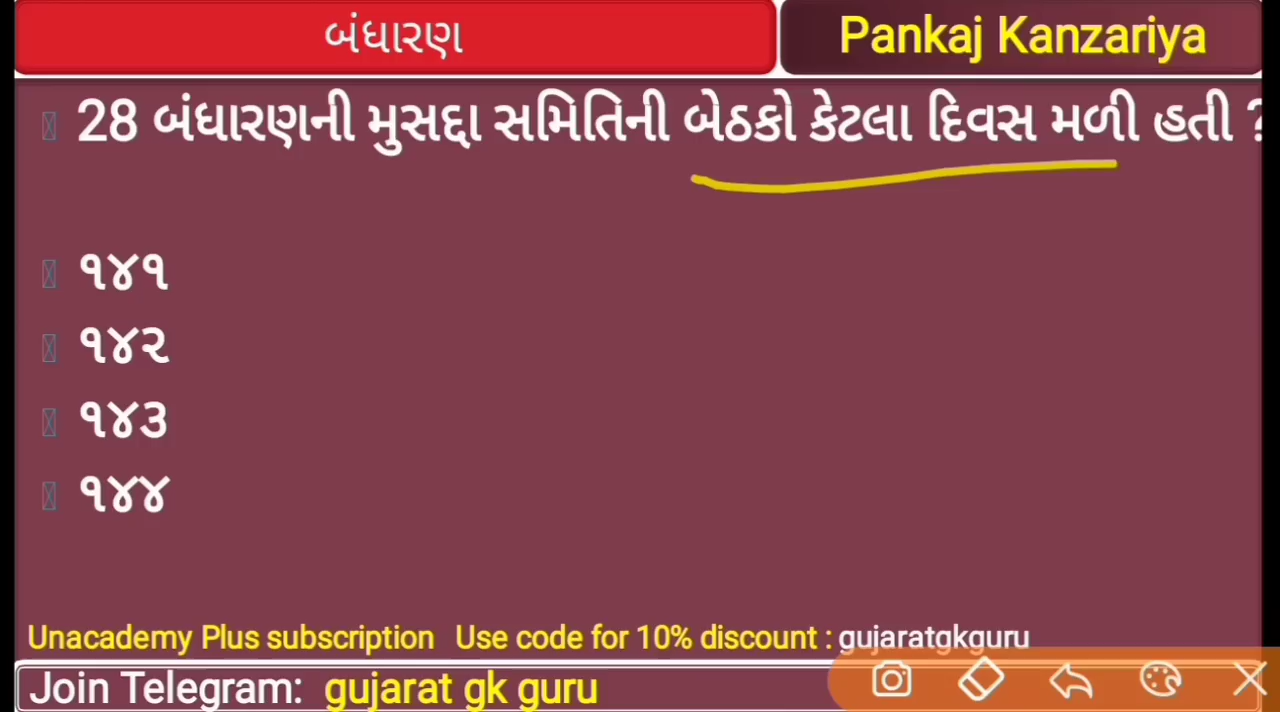 બંધારણ
Pankaj Kanzariya
28 બંધારણની મુસદ્દા સમિતિની બેઠકો કેટલા દિવસ મળી હતી ?
૧૪૧
૧૪૨
૧૪૩
૧૪૪
Unacademy Plus subscription Use code for 10% discount : gujaratgkguru
Join Telegram: gujarat gk guru